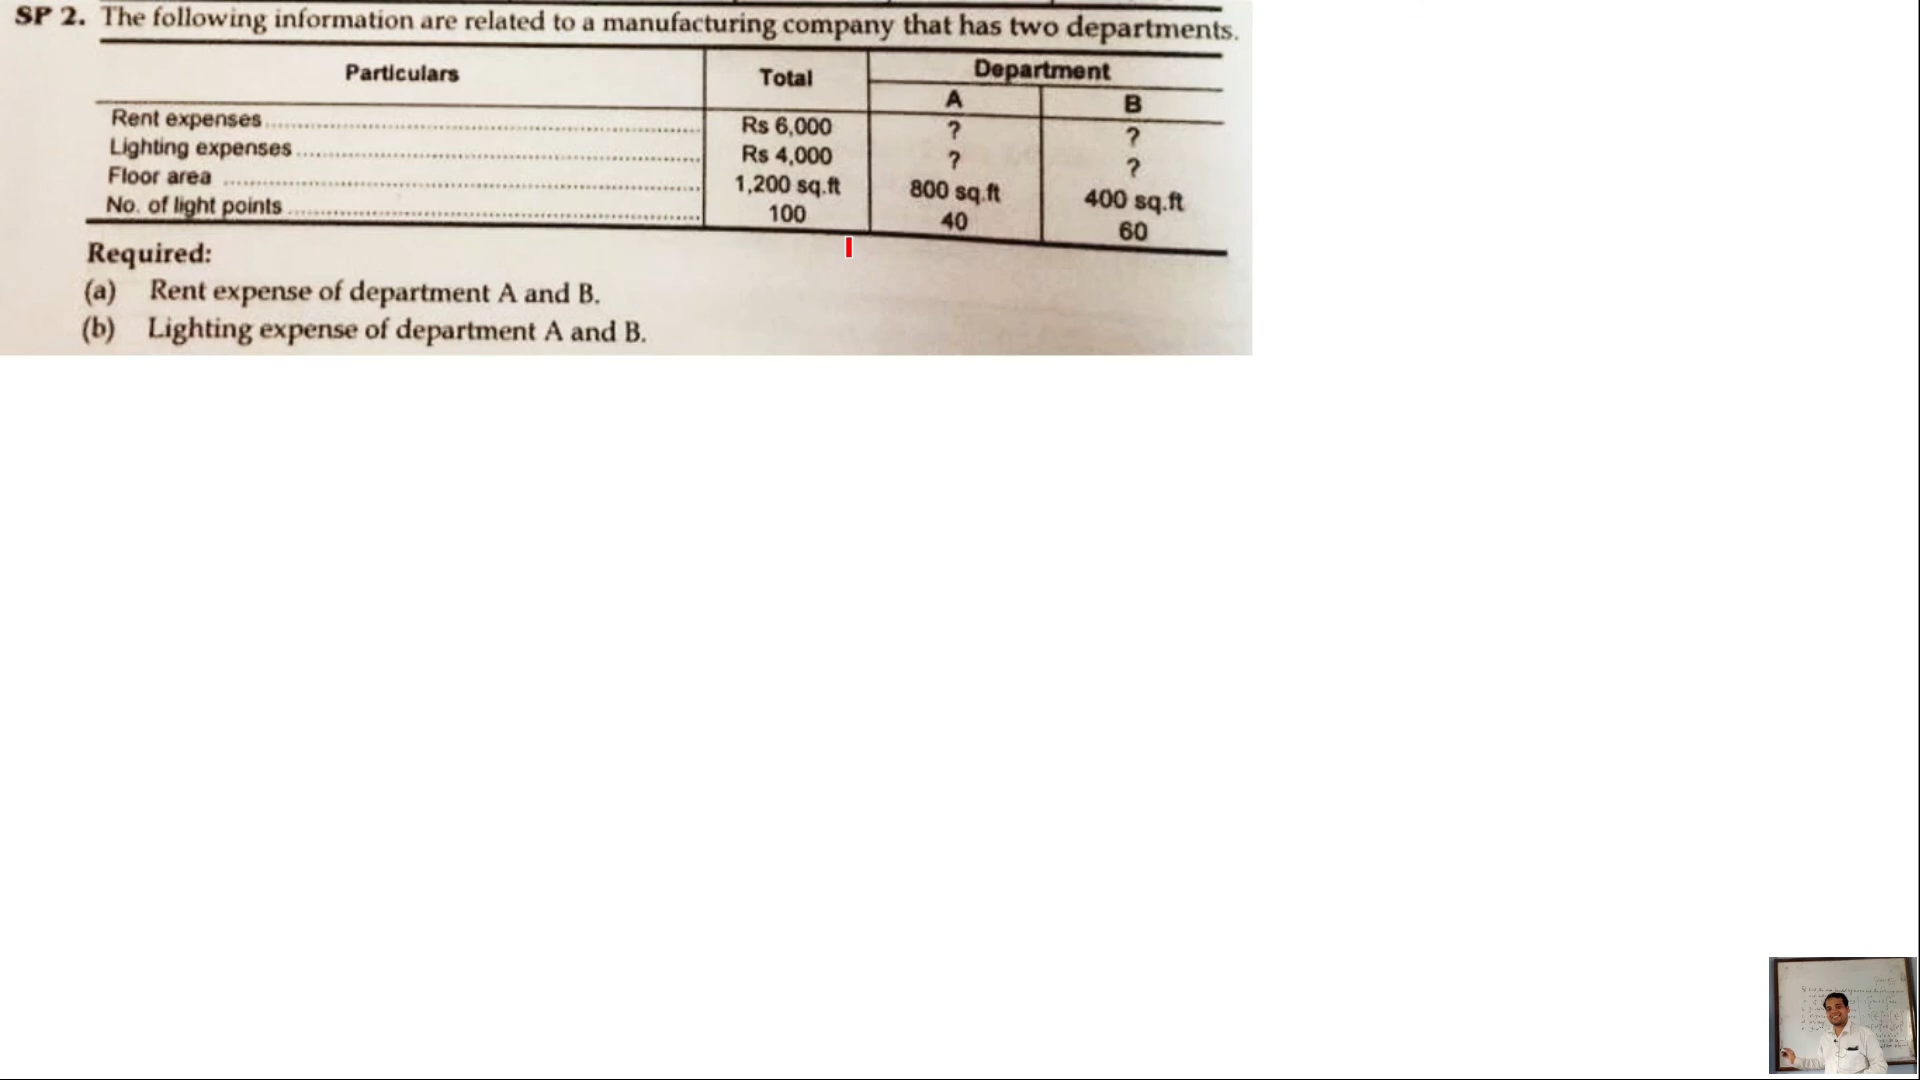 SP 2. The following information are related to a manufacturing company that has two departments.
Particulars Total Department
A B
Rent expenses Rs 6,000 ? ?
Lighting expenses Rs 4,000 ? ?
Floor area 1,200 sq.ft 800 sq.ft 400 sq.ft
No. of light points 100 40 60
Required:
(a) Rent expense of department A and B.
(b) Lighting expense of department A and B.